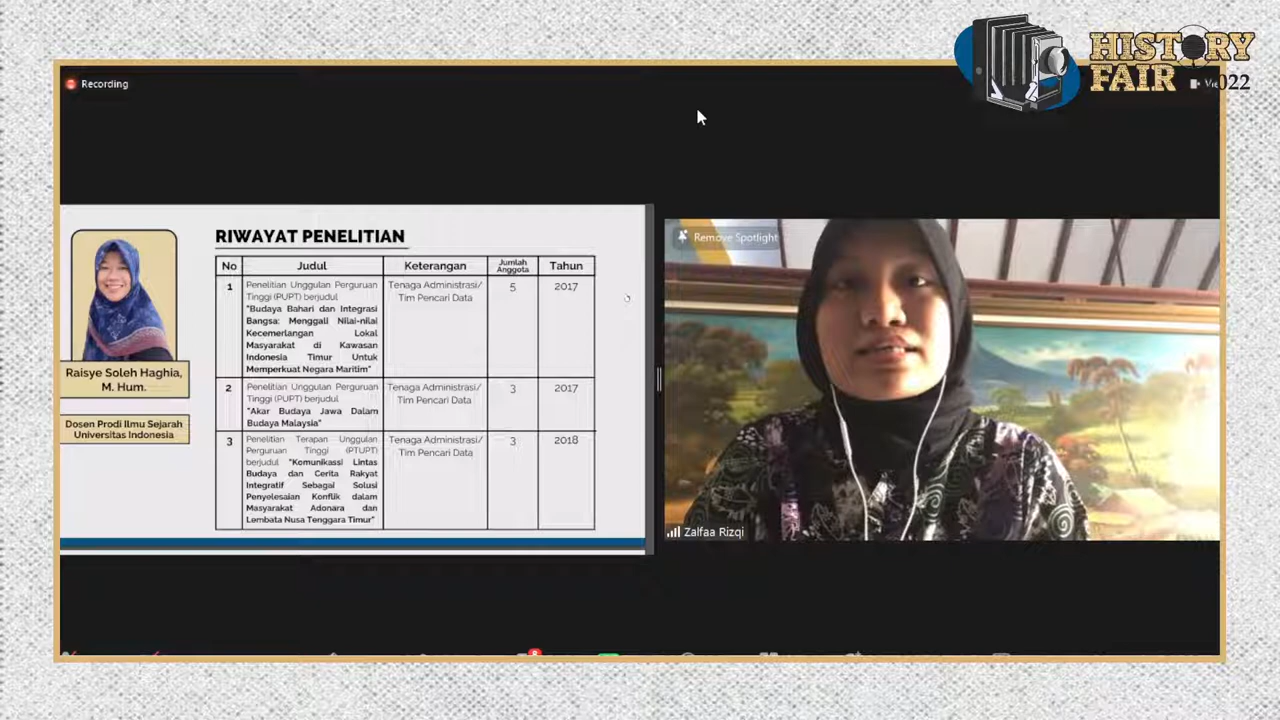 HISTORY
FAIR 2022
Recording
RIWAYAT PENELITIAN
No Judul Keterangan Jumlah Anggota Tahun
1 Penelitian Unggulan Perguruan Tenaga Administrasi/ 5 2017
Tinggi (PUPT) berjudul Tim Pencari Data
"Budaya Bahari dan Integrasi
Bangsa: Menggali Nilai-nilai
Kecemerlangan Lokal
Masyarakat di Kawasan
Indonesia Timur Untuk
Memperkuat Negara Maritim"
2 Penelitian Unggulan Perguruan Tenaga Administrasi/ 3 2017
Tinggi (PUPT) berjudul Tim Pencari Data
"Akar Budaya Jawa Dalam
Budaya Malaysia"
3 Penelitian Terapan Unggulan Tenaga Administrasi/ 3 2018
Perguruan Tinggi (PTUPT) Tim Pencari Data
berjudul "Komunikassi Lintas
Budaya dan Cerita Rakyat
Integratif Sebagai Solusi
Penyelesaian Konflik dalam
Masyarakat Adonara dan
Lembata Nusa Tenggara Timur"
Raisye Soleh Haghia,
M. Hum.
Dosen Prodi Ilmu Sejarah
Universitas Indonesia
Remove Spotlight
Zalfaa Rizqi